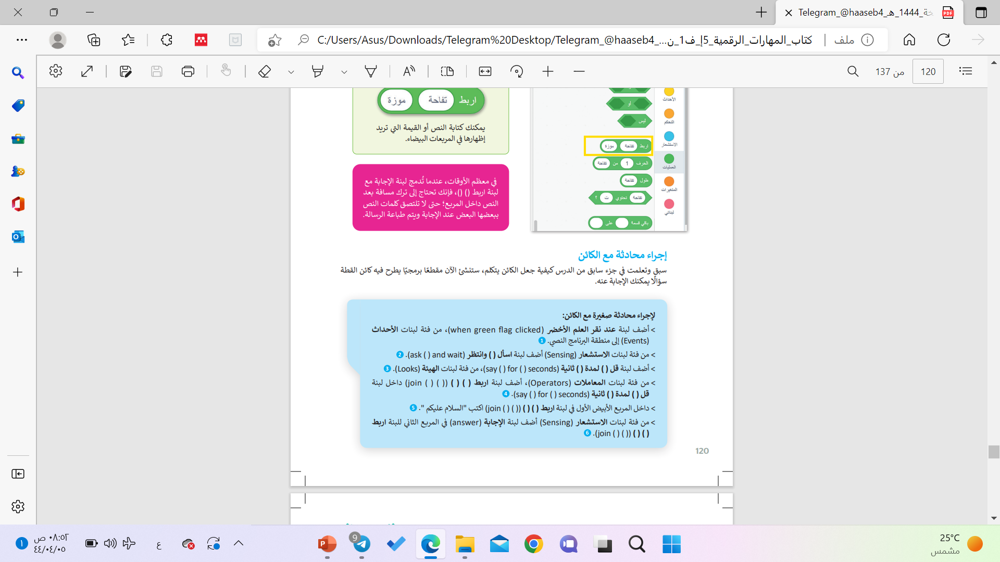 Telegram_@haaseb4_خة_1444_هـ
C:/Users/Asus/Downloads/Telegram%20Desktop/Telegram_@haaseb4_كتاب_المهارات_الرقمية_5إ_ف1_ن...
ملف
120
من 137
اربط تفاحة موزة
يمكنك كتابة النص أو القيمة التي تريد
إظهارها في المربعات البيضاء.
في معظم الأوقات، عندما تُدمج لبنة الإجابة مع
لبنة اربط () ()، فإنك تحتاج إلى ترك مسافة بعد
النص داخل المربع؛ حتى لا تلتصق كلمات النص
ببعضها البعض عند الإجابة ويتم طباعة الرسالة.
الأحداث
التحكم
الاستشعار
العمليات
المتغيرات
لبناتي
أو
ليس
اربط تفاحة موزة
الحرف 1 من تفاحة
طول تفاحة
تفاحة تحتوي ت ؟
باقي قسمة على
إجراء محادثة مع الكائن
سبق وتعلمت في جزء سابق من الدرس كيفية جعل الكائن يتكلم، ستنشئ الآن مقطعًا برمجيًا يطرح فيه كائن القطة
سؤالًا يمكنك الإجابة عنه.
لإجراء محادثة صغيرة مع الكائن:
> أضف لبنة عند نقر العلم الأخضر (when green flag clicked)، من فئة لبنات الأحداث
(Events) إلى منطقة البرنامج النصي. 1
> من فئة لبنات الاستشعار (Sensing) أضف لبنة اسأل ( ) وانتظر (ask ( ) and wait). 2
> أضف لبنة قل ( ) لمدة ( ) ثانية (say ( ) for ( ) seconds)، من فئة لبنات الهيئة (Looks). 3
> من فئة لبنات المعاملات (Operators)، أضف لبنة اربط ( ) ( ) (join ( ) ( )) داخل لبنة
قل ( ) لمدة ( ) ثانية (say ( ) for ( ) seconds). 4
> داخل المربع الأبيض الأول في لبنة اربط ( ) ( ) (join ( ) ( )) اكتب "السلام عليكم ". 5
> من فئة لبنات الاستشعار (Sensing) أضف لبنة الإجابة (answer) في المربع الثاني للبنة اربط
( ) ( ) (join ( ) ( )). 6
120
٠٨:٥٢ ص
٤٤/٠٤/٠٥
١
ع
9
25°C
مشمس